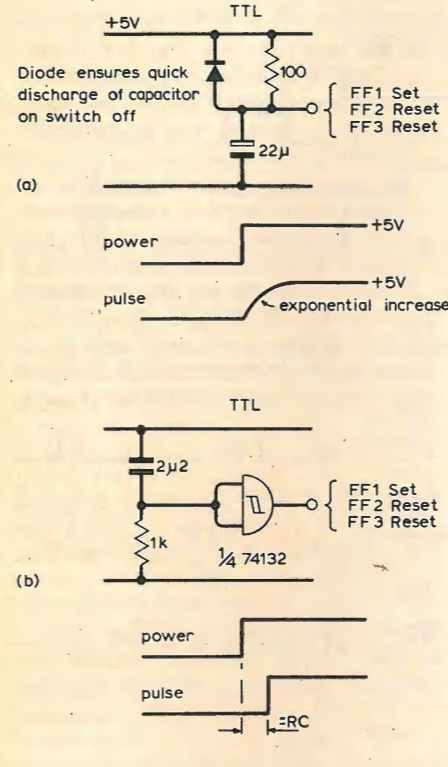 TTL
+5V
Diode ensures quick
discharge of capacitor
on switch off
100
FF1 Set
FF2 Reset
FF3 Reset
22µ
(a)
power
+5V
pulse
+5V
exponential increase
TTL
2µ2
1k
FF1 Set
FF2 Reset
FF3 Reset
¼ 74132
(b)
power
pulse
=RC